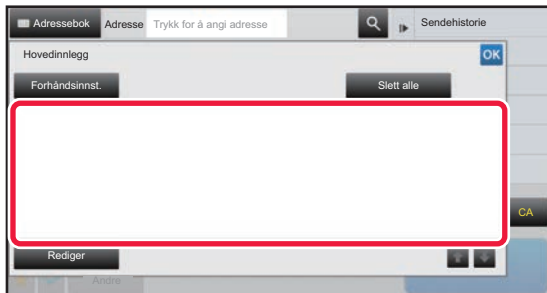 Adressebok Adresse Trykk for å angi adresse Sendehistorie
Hovedinnlegg OK
Forhåndsinnst. Slett alle
CA
Rediger
Andre